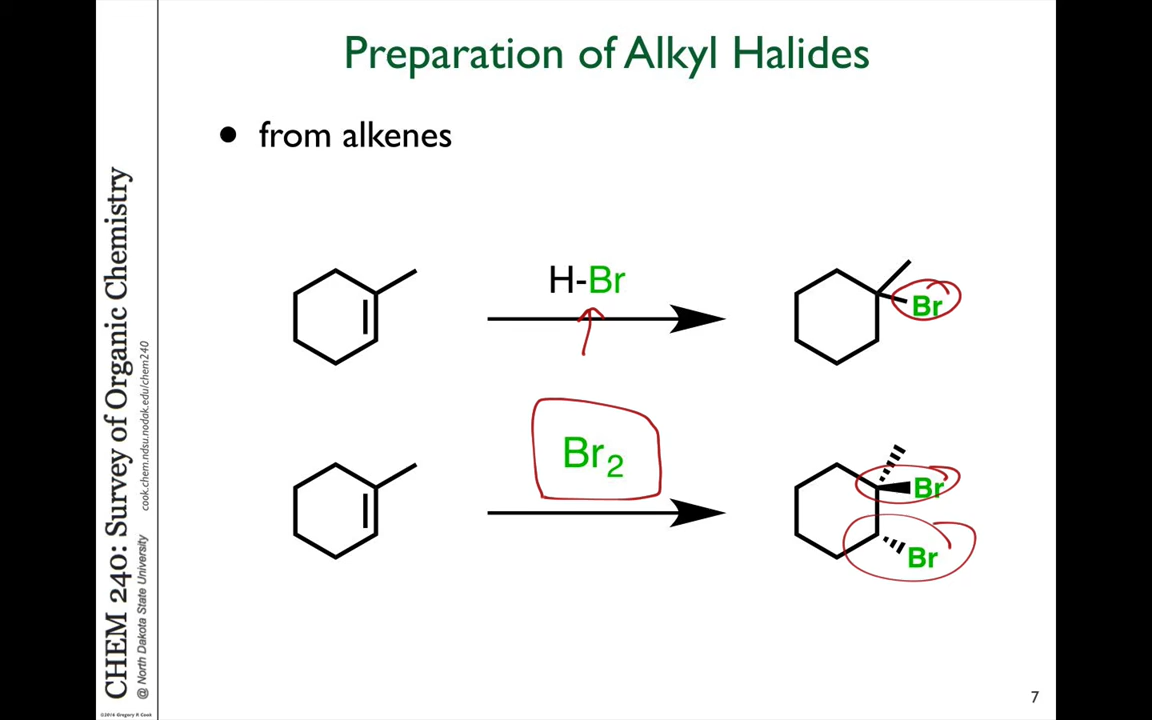 Preparation of Alkyl Halides
• from alkenes
H-Br
Br
Br₂
Br
Br
CHEM 240: Survey of Organic Chemistry
@ North Dakota State University cook.chem.ndsu.nodak.edu/chem240
©2016 Gregory R Cook
7